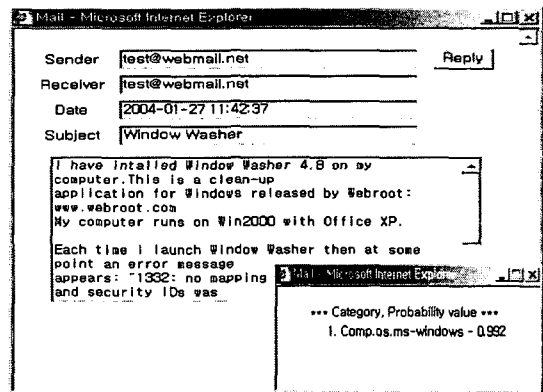 Mail - Microsoft Internet Explorer
Sender test@webmail.net Reply
Receiver test@webmail.net
Date 2004-01-27 11:42:37
Subject Window Washer
I have intalled Window Washer 4.8 on my
computer.This is a clean-up
application for Windows released by Webroot:
www.webroot.com
My computer runs on Win2000 with Office XP.
Each time I launch Window Washer then at some
point an error message
appears: "1332: no mapping
and security IDs was
Mail - Microsoft Internet Explorer
*** Category, Probability value ***
1. Comp.os.ms-windows - 0.992